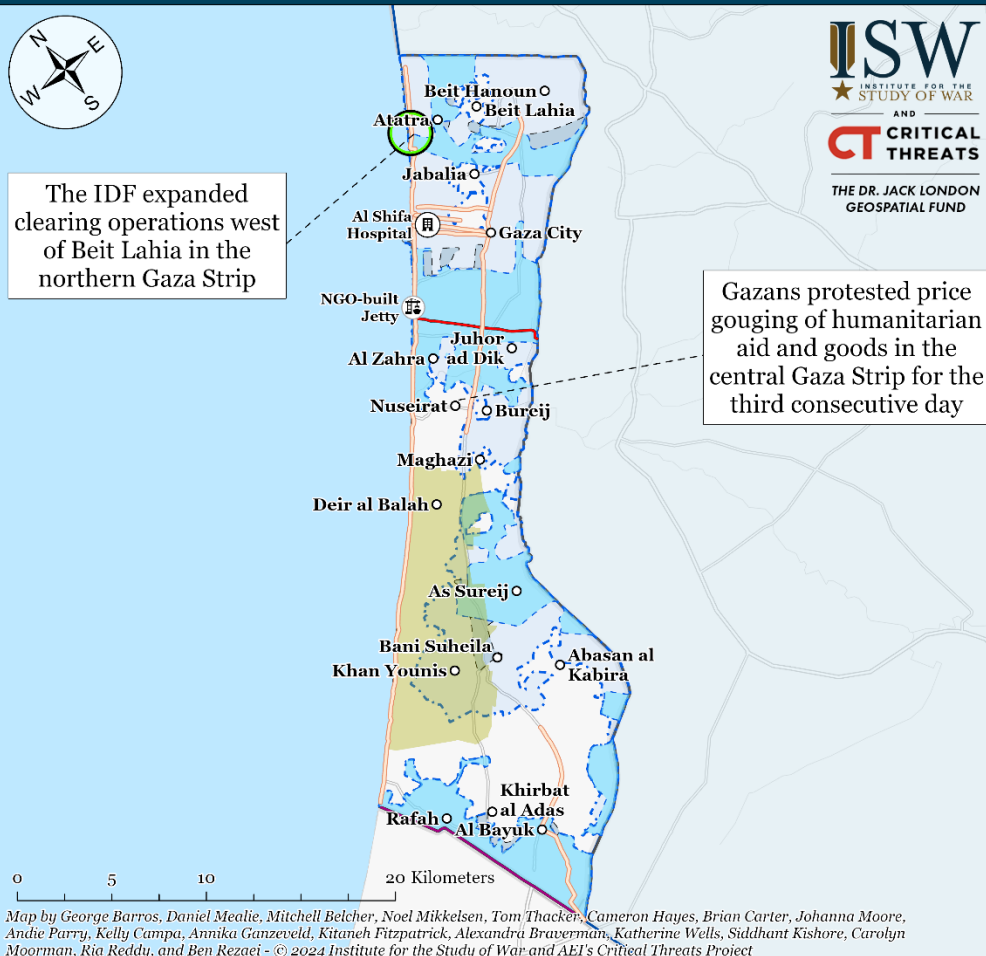 N
E
W
S
ISW
INSTITUTE FOR THE
STUDY OF WAR
AND
CT CRITICAL
THREATS
THE DR. JACK LONDON
GEOSPATIAL FUND
Beit Hanoun
Beit Lahia
Atatra
The IDF expanded
clearing operations west
of Beit Lahia in the
northern Gaza Strip
Jabalia
Al Shifa
Hospital
Gaza City
NGO-built
Jetty
Gazans protested price
gouging of humanitarian
aid and goods in the
central Gaza Strip for the
third consecutive day
Juhor
ad Dik
Al Zahra
Nuseirat
Bureij
Maghazi
Deir al Balah
As Sureij
Bani Suheila
Khan Younis
Abasan al
Kabira
Khirbat
al Adas
Rafah
Al Bayuk
0 5 10 20 Kilometers
Map by George Barros, Daniel Mealie, Mitchell Belcher, Noel Mikkelsen, Tom Thacker, Cameron Hayes, Brian Carter, Johanna Moore,
Andie Parry, Kelly Campa, Annika Ganzeveld, Kitaneh Fitzpatrick, Alexandra Braverman, Katherine Wells, Siddhant Kishore, Carolyn
Moorman, Ria Reddy, and Ben Rezaei - © 2024 Institute for the Study of War and AEI's Critical Threats Project